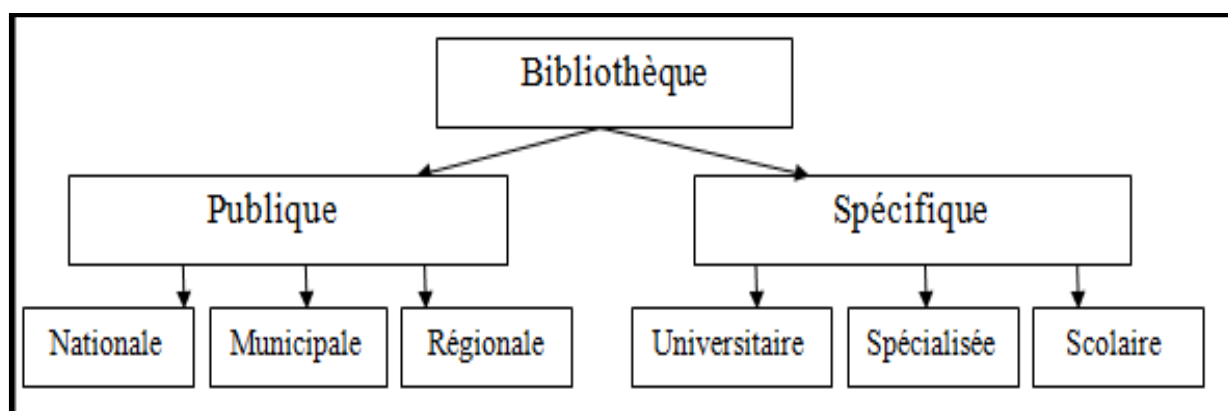 Bibliothèque
Publique
Spécifique
Nationale
Municipale
Régionale
Universitaire
Spécialisée
Scolaire